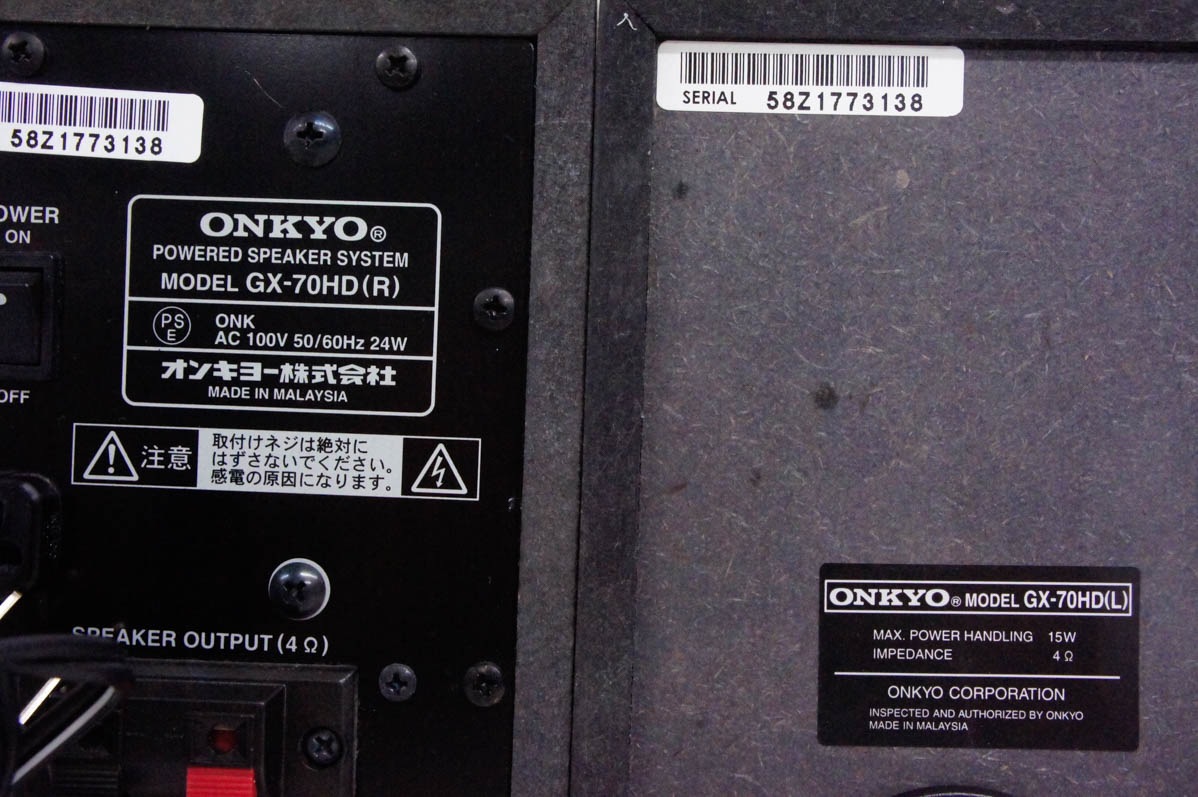 58Z1773138
ON
OFF
ONKYO®
POWERED SPEAKER SYSTEM
MODEL GX-70HD(R)
PS
E
ONK
AC 100V 50/60Hz 24W
オンキヨー株式会社
MADE IN MALAYSIA
注意
取付けネジは絶対に
はずさないでください。
感電の原因になります。
SPEAKER OUTPUT(4Ω)
SERIAL 58Z1773138
ONKYO® MODEL GX-70HD(L)
MAX. POWER HANDLING 15W
IMPEDANCE 4Ω
ONKYO CORPORATION
INSPECTED AND AUTHORIZED BY ONKYO
MADE IN MALAYSIA